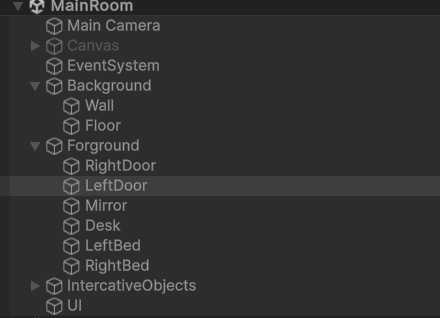 MainRoom
Main Camera
Canvas
EventSystem
Background
Wall
Floor
Forground
RightDoor
LeftDoor
Mirror
Desk
LeftBed
RightBed
IntercativeObjects
UI